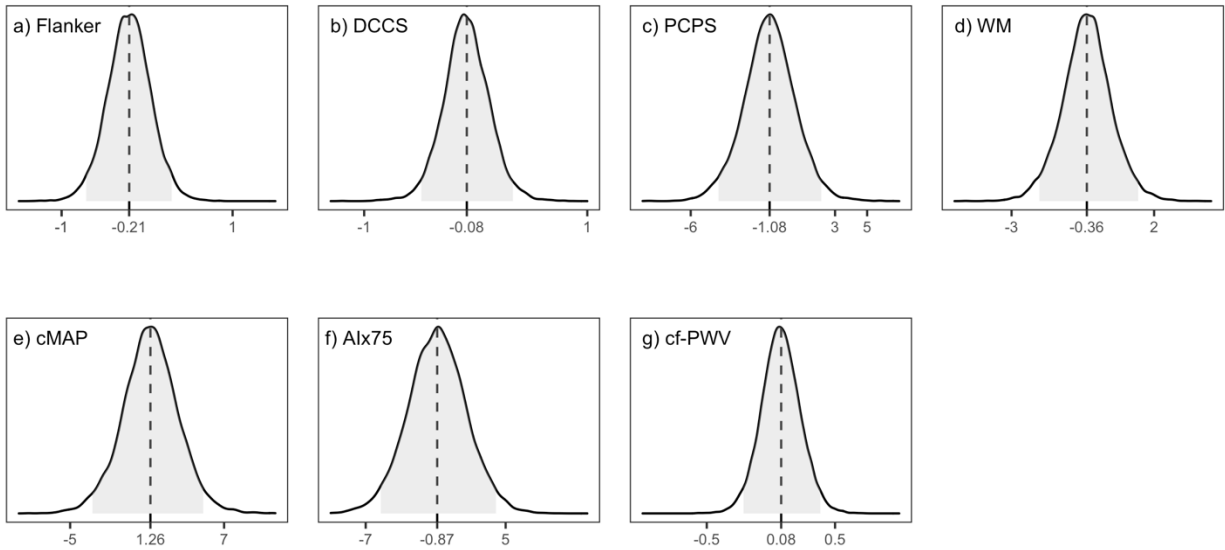 a) Flanker
-1 -0.21 1
b) DCCS
-1 -0.08 1
c) PCPS
-6 -1.08 3 5
d) WM
-3 -0.36 2
e) cMAP
-5 1.26 7
f) AIx75
-7 -0.87 5
g) cf-PWV
-0.5 0.08 0.5